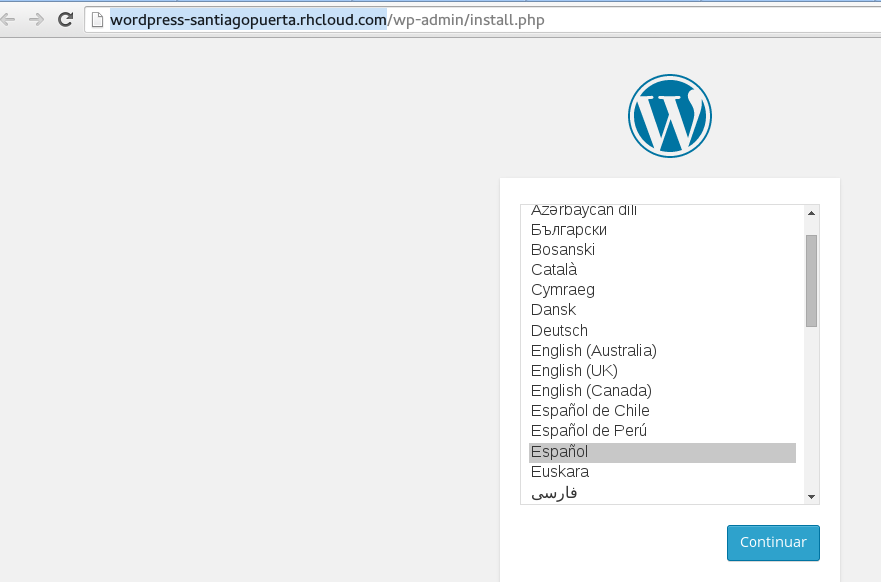 wordpress-santiagopuerta.rhcloud.com/wp-admin/install.php
Azərbaycan dili
Български
Bosanski
Català
Cymraeg
Dansk
Deutsch
English (Australia)
English (UK)
English (Canada)
Español de Chile
Español de Perú
Español
Euskara
فارسی
Continuar